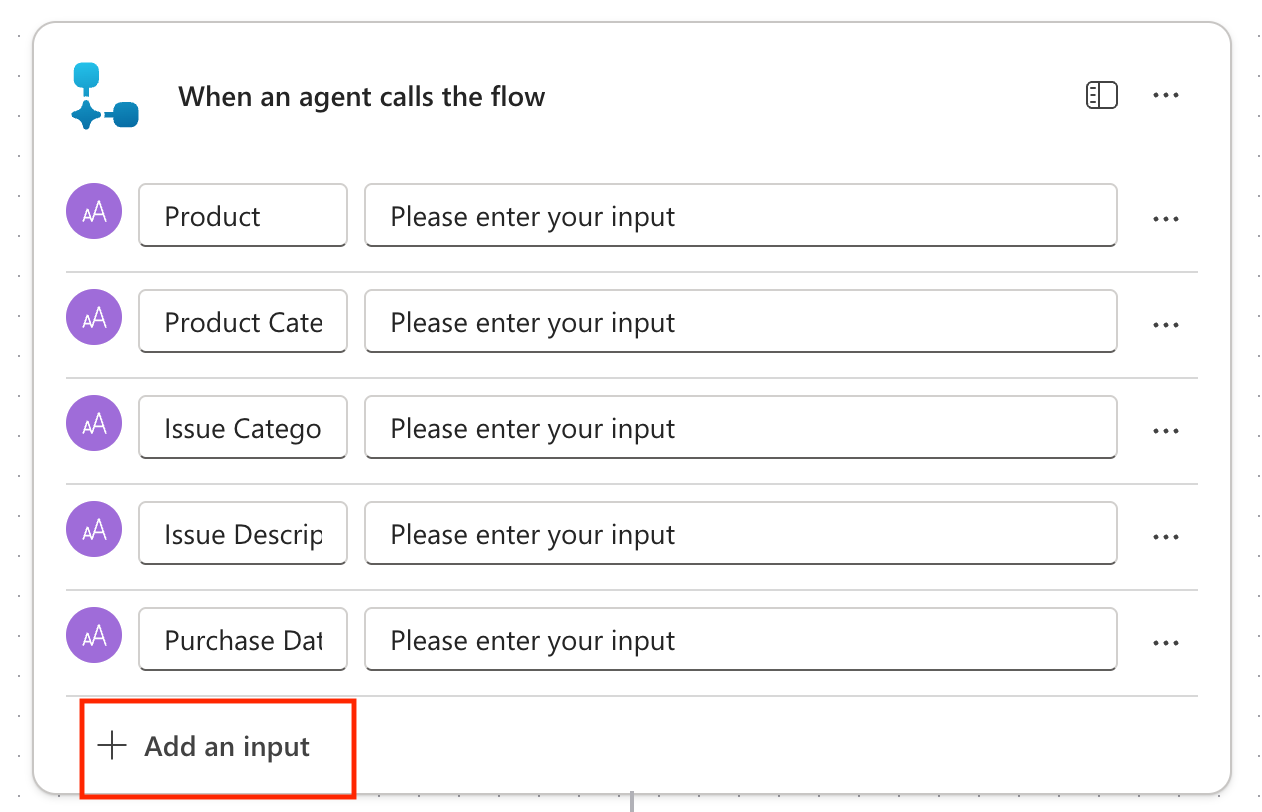 When an agent calls the flow
Product Please enter your input
Product Cate Please enter your input
Issue Catego Please enter your input
Issue Descrip Please enter your input
Purchase Dat Please enter your input
Add an input